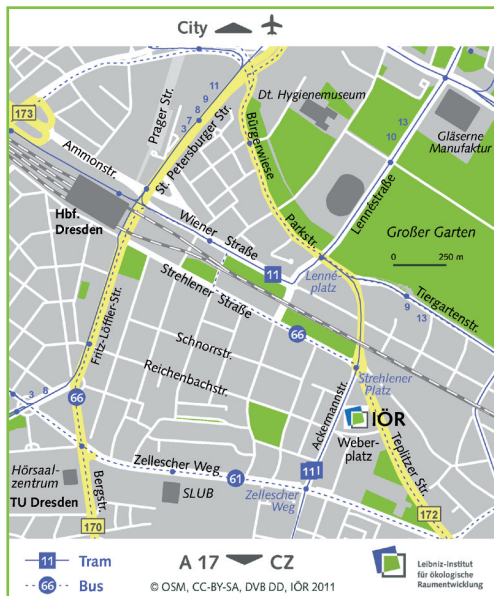 City
173
Prager Str.
11
9
8
7
3
St. Petersburger Str.
Dt. Hygienemuseum
Bürgerwiese
13
10
Gläserne
Manufaktur
Ammonstr.
Hbf.
Dresden
Wiener Straße
Parkstr.
Lennéstraße
Großer Garten
0 250 m
11
Lenné-
platz
Strehlener Straße
Tiergartenstr.
9
13
Fritz-Löffler-Str.
Schnorrstr.
66
Reichenbachstr.
Strehlener
Platz
3 8
66
Ackermannstr.
IÖR
Weber-
platz
Teplitzer Str.
Hörsaal-
zentrum
TU Dresden
Bergstr.
Zellescher Weg
61
SLUB
11
Zellescher
Weg
170
172
11 Tram
66 Bus
A 17 CZ
© OSM, CC-BY-SA, DVB DD, IÖR 2011
Leibniz-Institut
für ökologische
Raumentwicklung